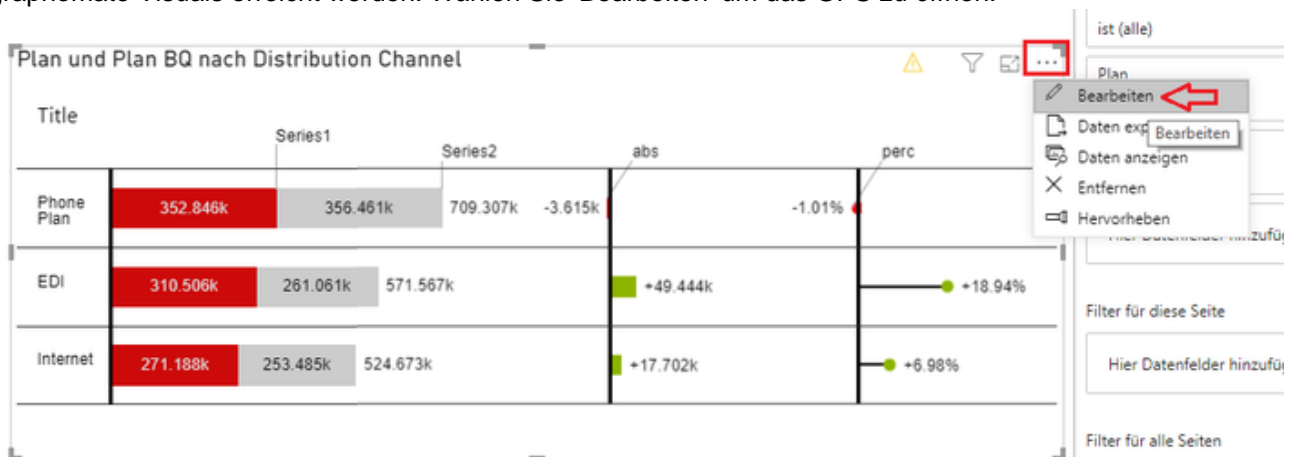 ist (alle)
Plan und Plan BQ nach Distribution Channel
Plan
Bearbeiten
Title
Daten exp
Bearbeiten
Series1
Series2
abs
perc
Daten anzeigen
Entfernen
Phone
Plan
352.846k
356.461k
709.307k
-3.615k
-1.01%
Hervorheben
EDI
310.506k
261.061k
571.567k
+49.444k
+18.94%
Filter für diese Seite
Internet
271.188k
253.485k
524.673k
+17.702k
+6.98%
Hier Datenfelder hinzufü
Filter für alle Seiten